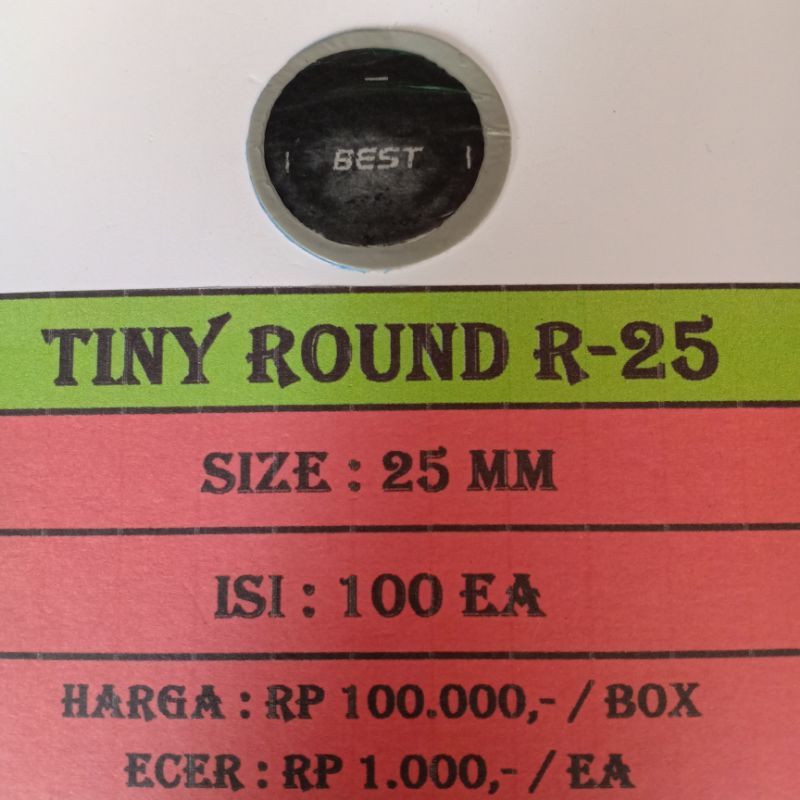 BEST
TINY ROUND R-25
SIZE : 25 MM
ISI : 100 EA
HARGA : RP 100.000,- / BOX
ECER : RP 1.000,- / EA